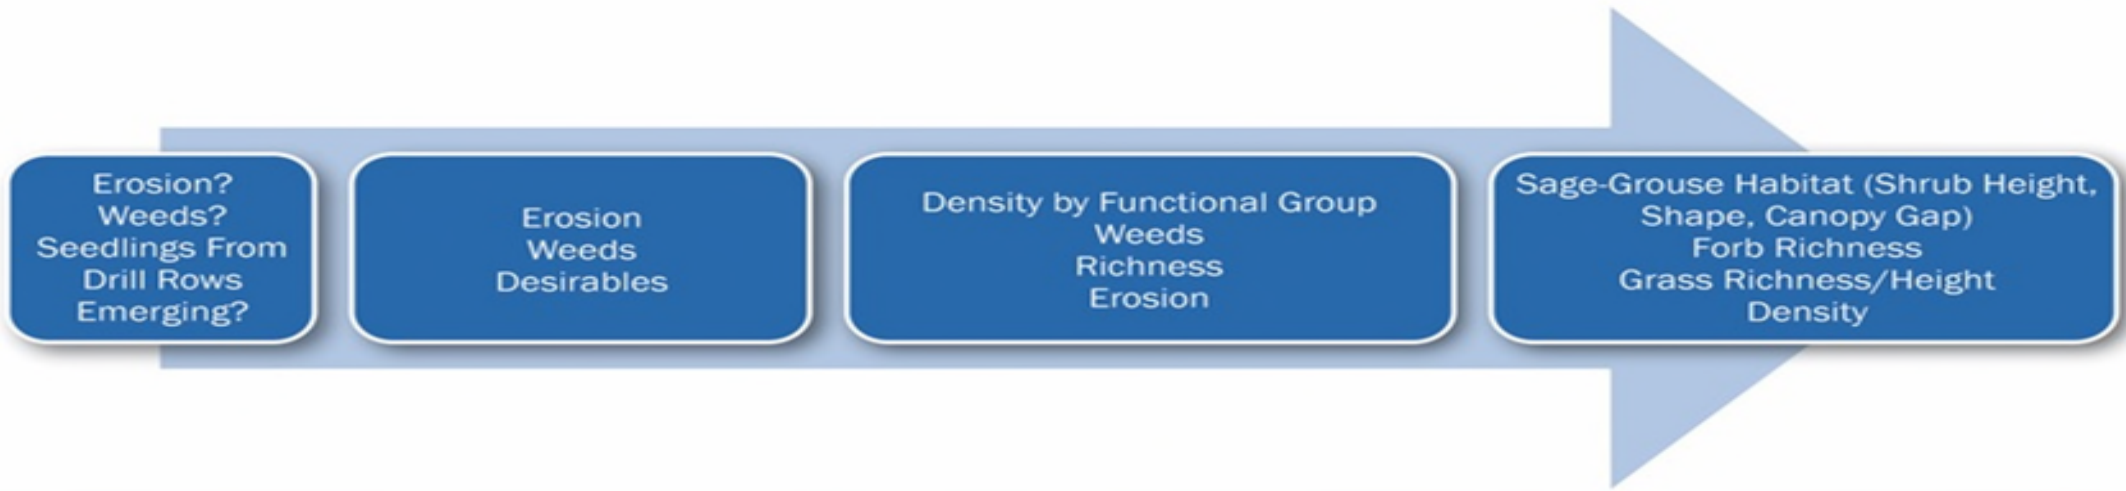 Erosion?
Weeds?
Seedlings From
Drill Rows
Emerging?
Erosion
Weeds
Desirables
Density by Functional Group
Weeds
Richness
Erosion
Sage-Grouse Habitat (Shrub Height,
Shape, Canopy Gap)
Forb Richness
Grass Richness/Height
Density